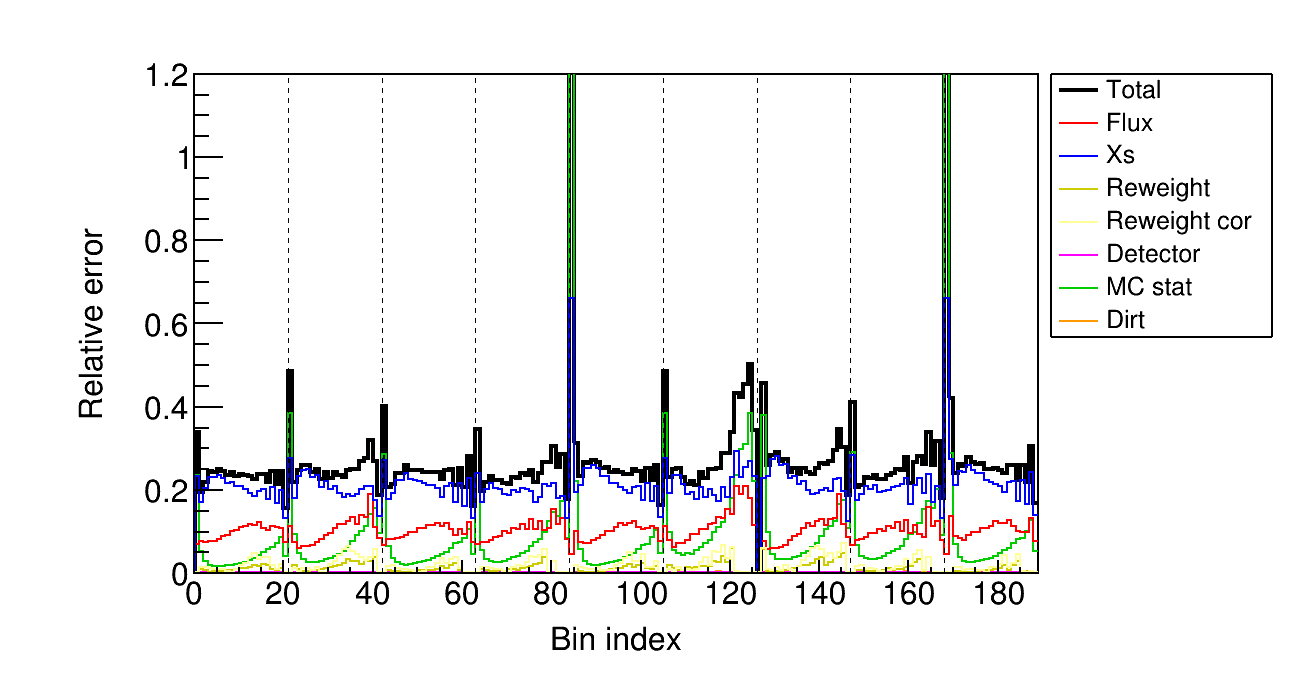 1.2
1
0.8
0.6
0.4
0.2
0
Relative error
0 20 40 60 80 100 120 140 160 180
Bin index
Total
Flux
Xs
Reweight
Reweight cor
Detector
MC stat
Dirt